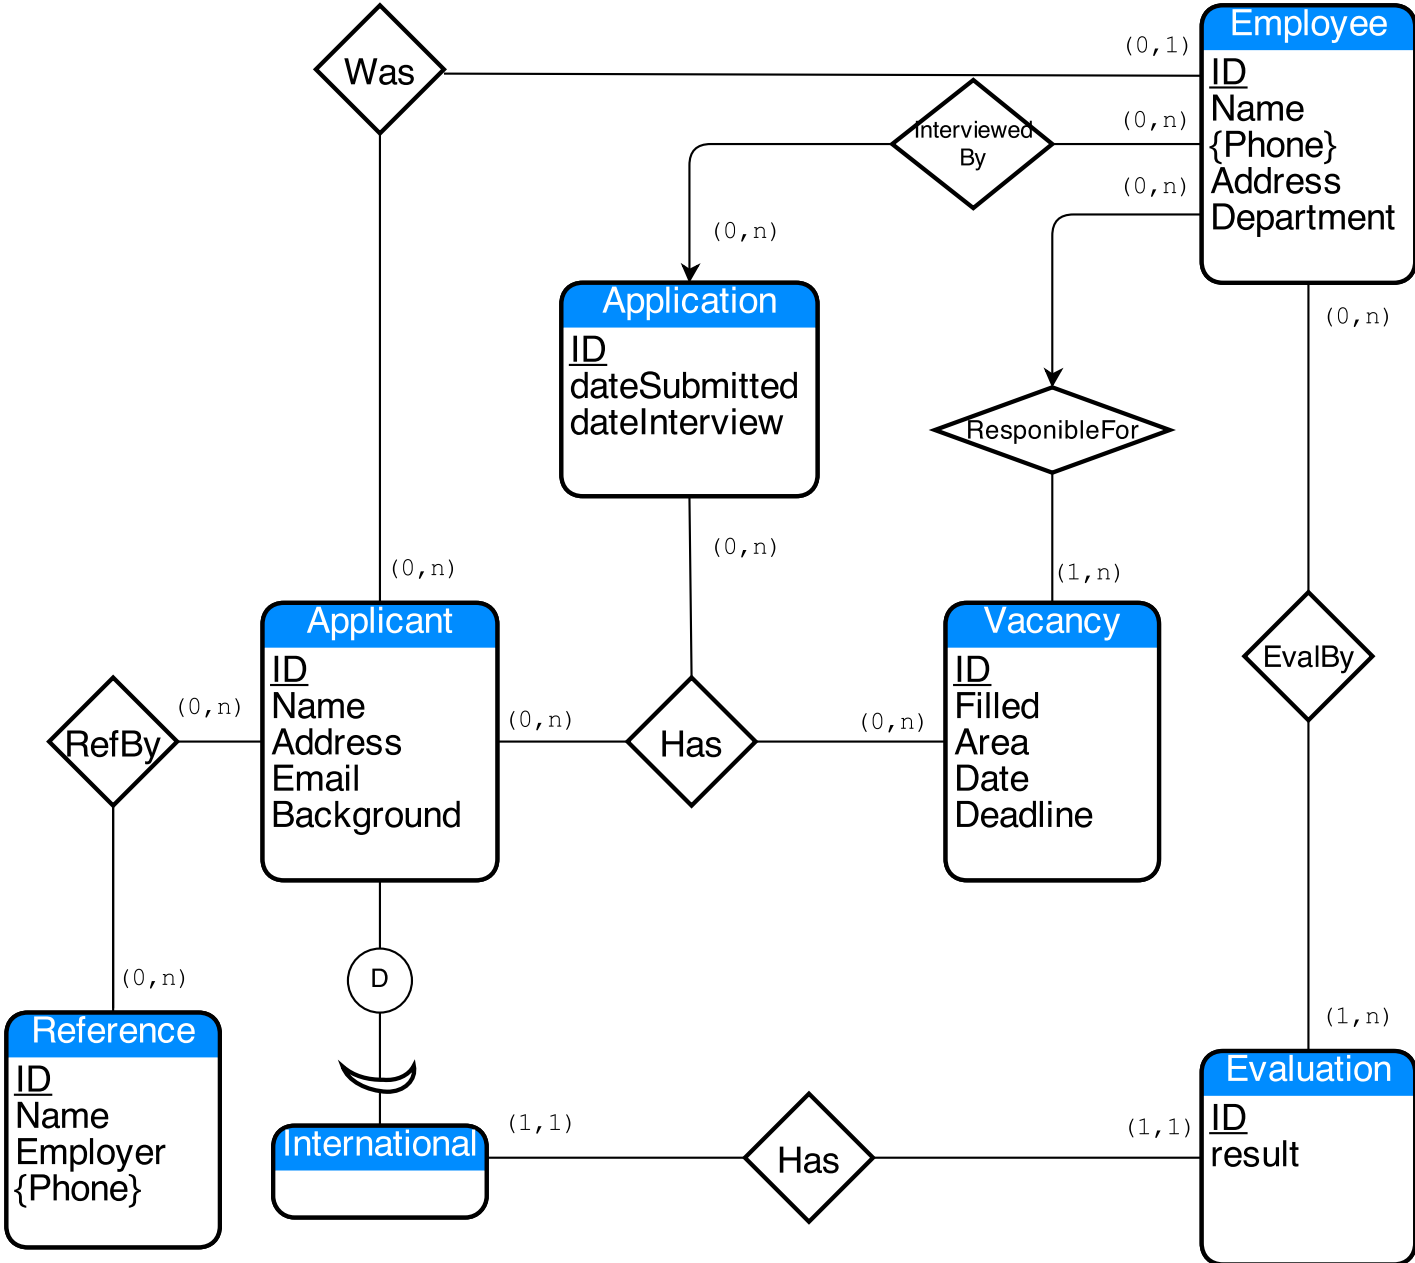 Was
(0,1)
Employee
ID
Name
{Phone}
Address
Department
Interviewed
By
(0,n)
(0,n)
(0,n)
(0,n)
Application
ID
dateSubmitted
dateInterview
ResponibleFor
(0,n)
(0,n)
(1,n)
Applicant
ID
Name
Address
Email
Background
Vacancy
ID
Filled
Area
Date
Deadline
EvalBy
RefBy
(0,n)
(0,n)
Has
(0,n)
D
(0,n)
Reference
ID
Name
Employer
{Phone}
International
(1,1)
Has
(1,1)
(1,n)
Evaluation
ID
result